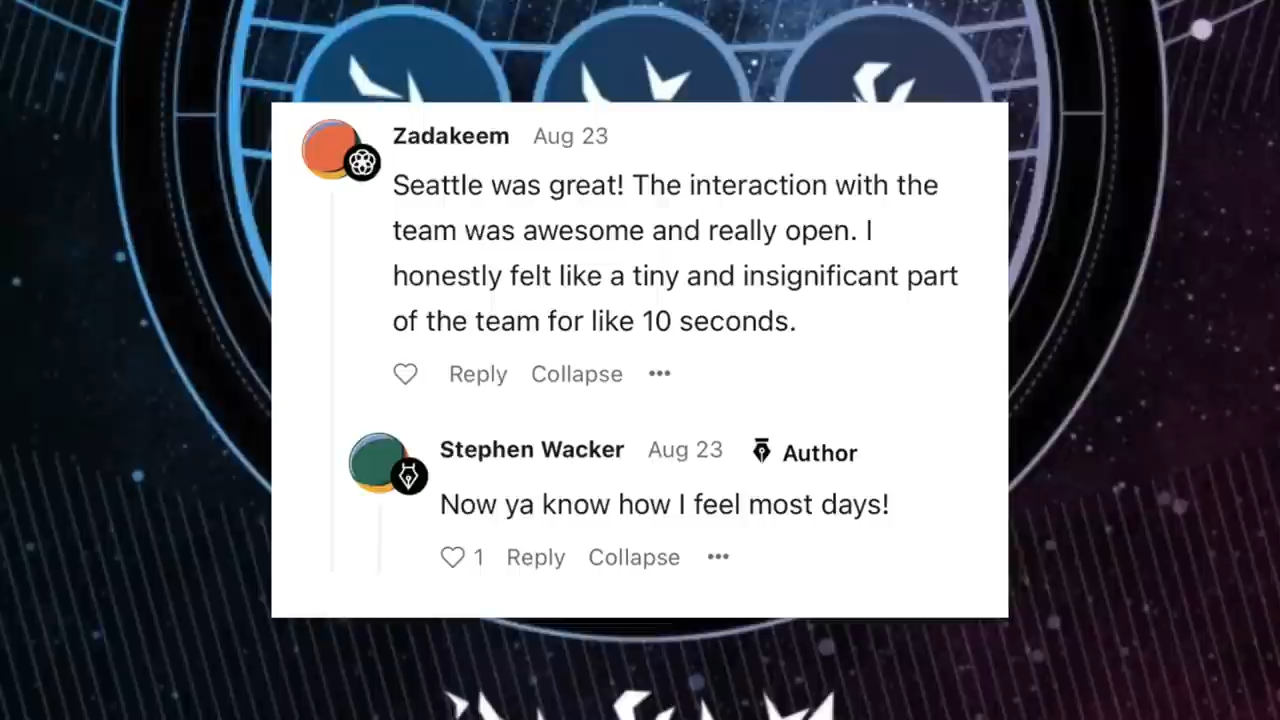 Zadakeem Aug 23
Seattle was great! The interaction with the
team was awesome and really open. I
honestly felt like a tiny and insignificant part
of the team for like 10 seconds.
Reply Collapse •••
Stephen Wacker Aug 23 Author
Now ya know how I feel most days!
1 Reply Collapse •••